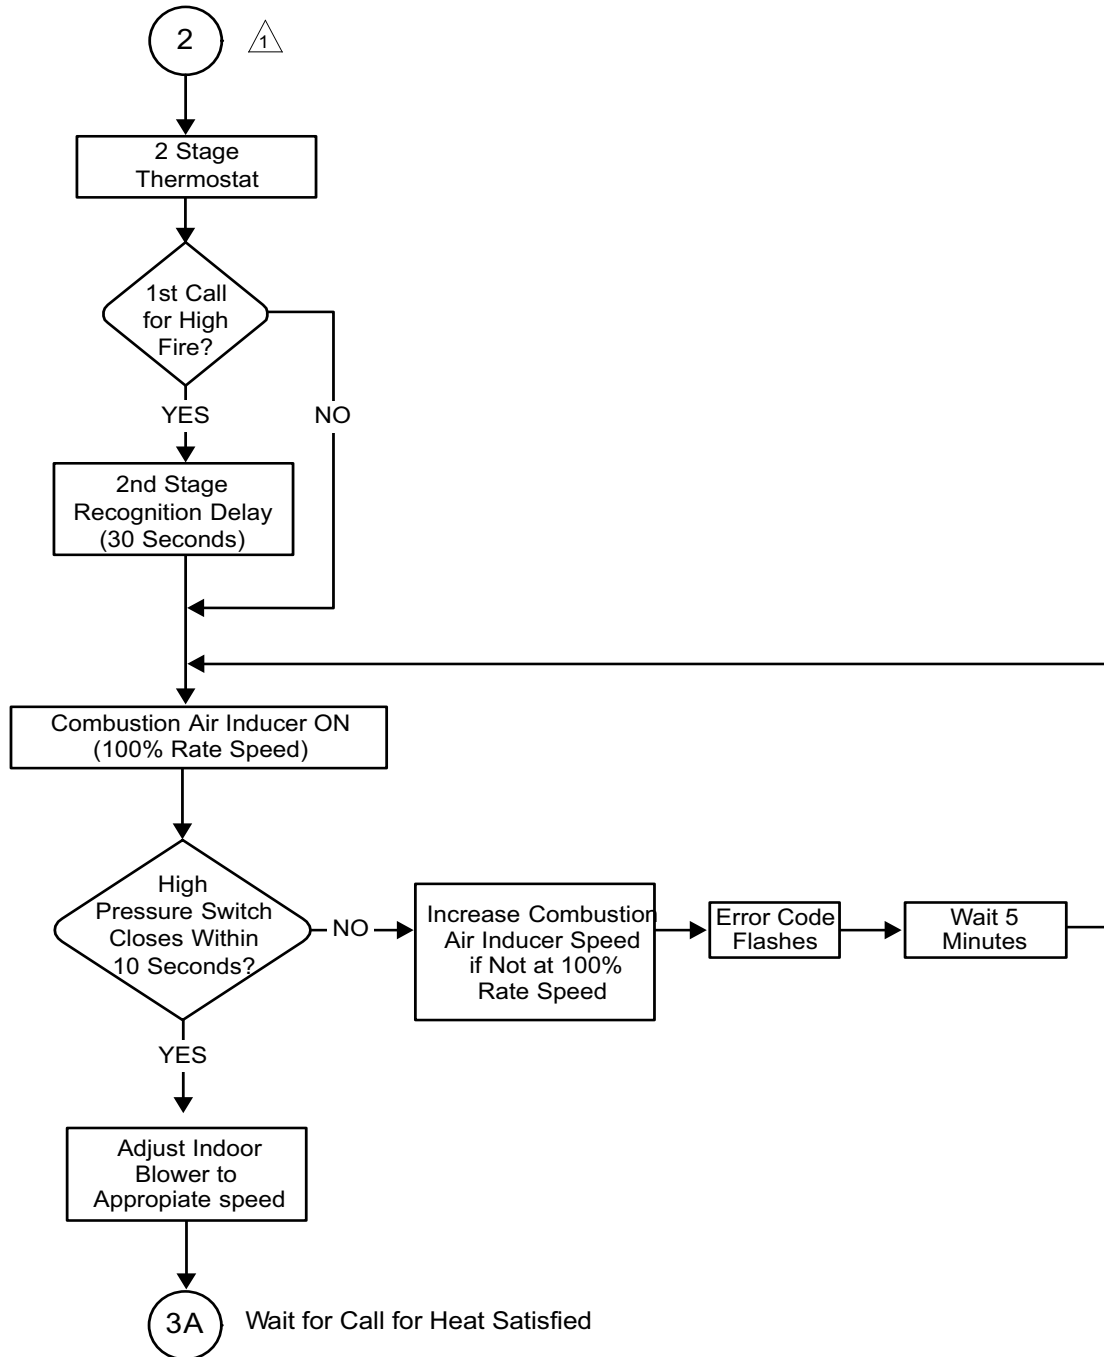 2
1
2 Stage
Thermostat
1st Call
for High
Fire?
YES
NO
2nd Stage
Recognition Delay
(30 Seconds)
Combustion Air Inducer ON
(100% Rate Speed)
High
Pressure Switch
Closes Within
10 Seconds?
NO
Increase Combustion
Air Inducer Speed
if Not at 100%
Rate Speed
Error Code
Flashes
Wait 5
Minutes
YES
Adjust Indoor
Blower to
Appropiate speed
3A
Wait for Call for Heat Satisfied